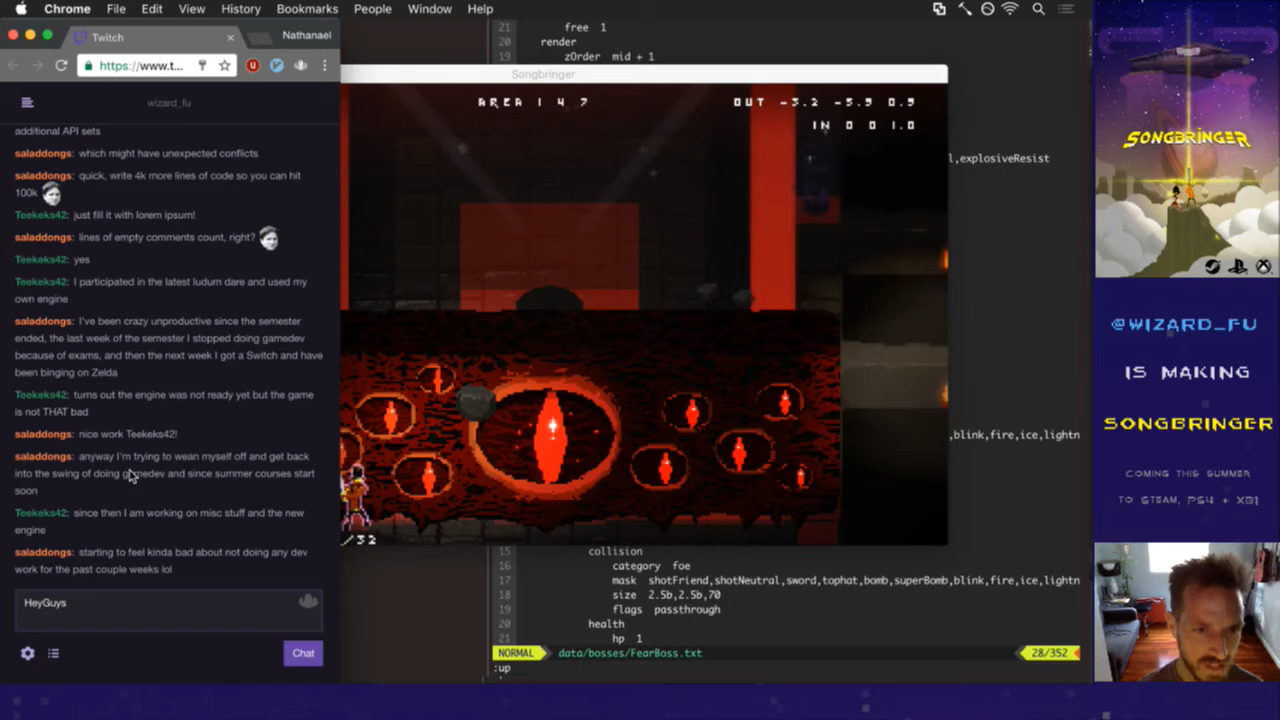 Chrome File Edit View History Bookmarks People Window Help
Twitch
Nathanael
https://www.t...
wizard_fu
additional API sets
saladdongs: which might have unexpected conflicts
saladdongs: quick, write 4k more lines of code so you can hit
100k
Teekeks42: just fill it with lorem ipsum!
saladdongs: lines of empty comments count, right?
Teekeks42: yes
Teekeks42: I participated in the latest ludum dare and used my
own engine
saladdongs: I've been crazy unproductive since the semester
ended, the last week of the semester I stopped doing gamedev
because of exams, and then the next week I got a Switch and have
been binging on Zelda
Teekeks42: turns out the engine was not ready yet but the game
is not THAT bad
saladdongs: nice work Teekeks42!
saladdongs: anyway I'm trying to wean myself off and get back
into the swing of doing gamedev and since summer courses start
soon
Teekeks42: since then I am working on misc stuff and the new
engine
saladdongs: starting to feel kinda bad about not doing any dev
work for the past couple weeks lol
HeyGuys
Chat
21 free 1
20 render
19 zOrder mid + 1
Songbringer
AREA 1 4 7
OUT -3.2 -5.9 0.9
IN 0 0 1.0
l,explosiveResist
,blink,fire,ice,lightn
/32
15 collision
16 category foe
17 mask shotFriend,shotNeutral,sword,tophat,bomb,superBomb,blink,fire,ice,lightn
18 size 2.5b,2.5b,70
19 flags passthrough
20 health
21 hp 1
NORMAL data/bosses/FearBoss.txt 28/352
:up
SONGBRINGER
@WIZARD_FU
IS MAKING
SONGBRINGER
COMING THIS SUMMER
TO STEAM, PS4 + XB1